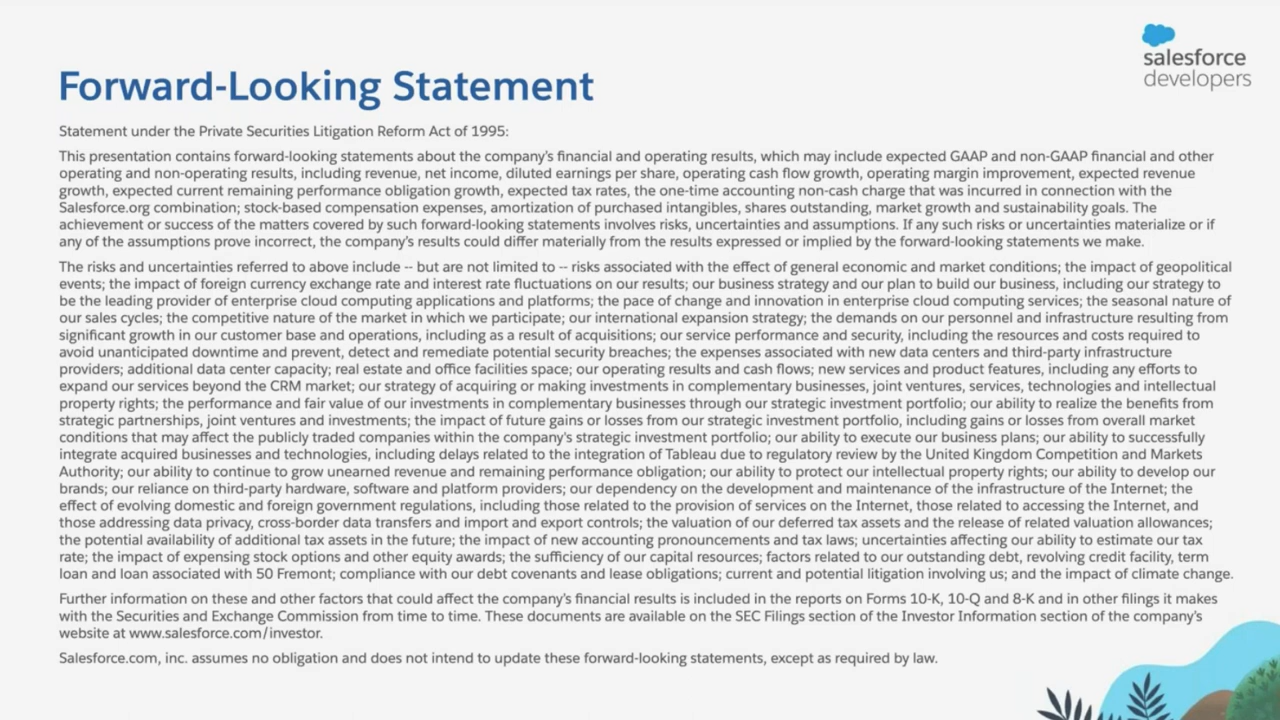 salesforce
developers
Forward-Looking Statement
Statement under the Private Securities Litigation Reform Act of 1995:
This presentation contains forward-looking statements about the company's financial and operating results, which may include expected GAAP and non-GAAP financial and other
operating and non-operating results, including revenue, net income, diluted earnings per share, operating cash flow growth, operating margin improvement, expected revenue
growth, expected current remaining performance obligation growth, expected tax rates, the one-time accounting non-cash charge that was incurred in connection with the
Salesforce.org combination; stock-based compensation expenses, amortization of purchased intangibles, shares outstanding, market growth and sustainability goals. The
achievement or success of the matters covered by such forward-looking statements involves risks, uncertainties and assumptions. If any such risks or uncertainties materialize or if
any of the assumptions prove incorrect, the company's results could differ materially from the results expressed or implied by the forward-looking statements we make.
The risks and uncertainties referred to above include -- but are not limited to -- risks associated with the effect of general economic and market conditions; the impact of geopolitical
events; the impact of foreign currency exchange rate and interest rate fluctuations on our results; our business strategy and our plan to build our business, including our strategy to
be the leading provider of enterprise cloud computing applications and platforms; the pace of change and innovation in enterprise cloud computing services; the seasonal nature of
our sales cycles; the competitive nature of the market in which we participate; our international expansion strategy; the demands on our personnel and infrastructure resulting from
significant growth in our customer base and operations, including as a result of acquisitions; our service performance and security, including the resources and costs required to
avoid unanticipated downtime and prevent, detect and remediate potential security breaches; the expenses associated with new data centers and third-party infrastructure
providers; additional data center capacity; real estate and office facilities space; our operating results and cash flows; new services and product features, including any efforts to
expand our services beyond the CRM market; our strategy of acquiring or making investments in complementary businesses, joint ventures, services, technologies and intellectual
property rights; the performance and fair value of our investments in complementary businesses through our strategic investment portfolio; our ability to realize the benefits from
strategic partnerships, joint ventures and investments; the impact of future gains or losses from our strategic investment portfolio, including gains or losses from overall market
conditions that may affect the publicly traded companies within the company's strategic investment portfolio; our ability to execute our business plans; our ability to successfully
integrate acquired businesses and technologies, including delays related to the integration of Tableau due to regulatory review by the United Kingdom Competition and Markets
Authority; our ability to continue to grow unearned revenue and remaining performance obligation; our ability to protect our intellectual property rights; our ability to develop our
brands; our reliance on third-party hardware, software and platform providers; our dependency on the development and maintenance of the infrastructure of the Internet; the
effect of evolving domestic and foreign government regulations, including those related to the provision of services on the Internet, those related to accessing the Internet, and
those addressing data privacy, cross-border data transfers and import and export controls; the valuation of our deferred tax assets and the release of related valuation allowances;
the potential availability of additional tax assets in the future; the impact of new accounting pronouncements and tax laws; uncertainties affecting our ability to estimate our tax
rate; the impact of expensing stock options and other equity awards; the sufficiency of our capital resources; factors related to our outstanding debt, revolving credit facility, term
loan and loan associated with 50 Fremont; compliance with our debt covenants and lease obligations; current and potential litigation involving us; and the impact of climate change.
Further information on these and other factors that could affect the company's financial results is included in the reports on Forms 10-K, 10-Q and 8-K and in other filings it makes
with the Securities and Exchange Commission from time to time. These documents are available on the SEC Filings section of the Investor Information section of the company's
website at www.salesforce.com/investor.
Salesforce.com, inc. assumes no obligation and does not intend to update these forward-looking statements, except as required by law.